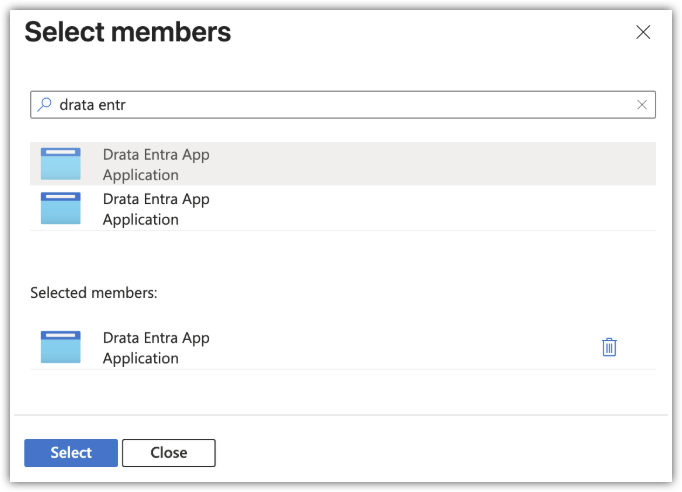 Select members
drata entr
Drata Entra App
Application
Drata Entra App
Application
Selected members:
Drata Entra App
Application
Select
Close